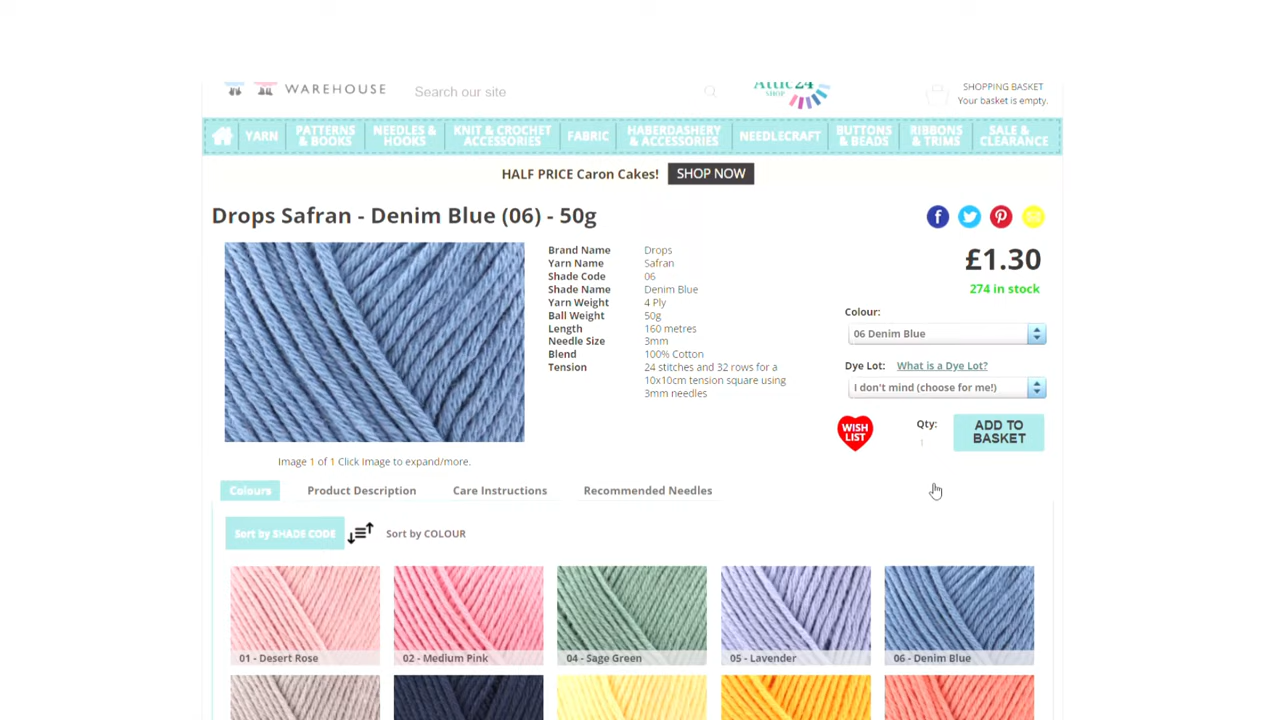 WAREHOUSE
Search our site
Attic24
SHOP
SHOPPING BASKET
Your basket is empty.
YARN
PATTERNS
& BOOKS
NEEDLES &
HOOKS
KNIT & CROCHET
ACCESSORIES
FABRIC
HABERDASHERY
& ACCESSORIES
NEEDLECRAFT
BUTTONS
& BEADS
RIBBONS
& TRIMS
SALE &
CLEARANCE
HALF PRICE Caron Cakes! SHOP NOW
Drops Safran - Denim Blue (06) - 50g
Brand Name Drops
Yarn Name Safran
Shade Code 06
Shade Name Denim Blue
Yarn Weight 4 Ply
Ball Weight 50g
Length 160 metres
Needle Size 3mm
Blend 100% Cotton
Tension 24 stitches and 32 rows for a
10x10cm tension square using
3mm needles
£1.30
274 in stock
Colour:
06 Denim Blue
Dye Lot: What is a Dye Lot?
I don't mind (choose for me!)
WISH
LIST
Qty:
1
ADD TO
BASKET
Image 1 of 1 Click Image to expand/more.
Colours Product Description Care Instructions Recommended Needles
Sort by SHADE CODE Sort by COLOUR
01 - Desert Rose
02 - Medium Pink
04 - Sage Green
05 - Lavender
06 - Denim Blue